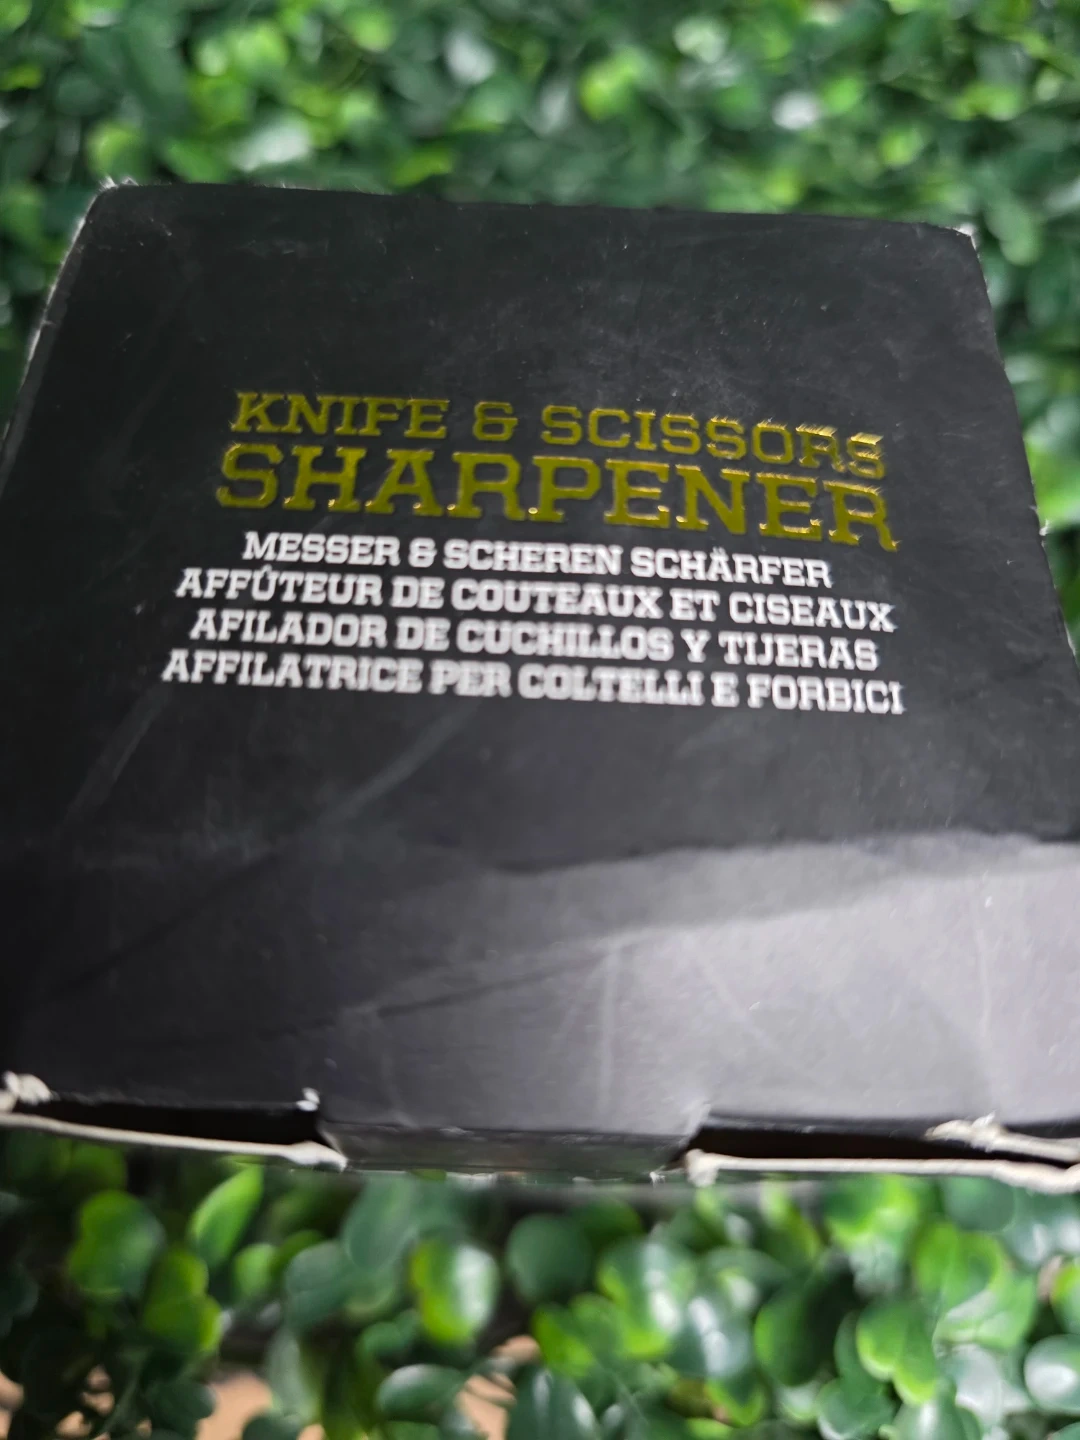 KNIFE & SCISSORS
SHARPENER
MESSER & SCHEREN SCHÄRFER
AFFÛTEUR DE COUTEAUX ET CISEAUX
AFILADOR DE CUCHILLOS Y TIJERAS
AFFILATRICE PER COLTELLI E FORBICI